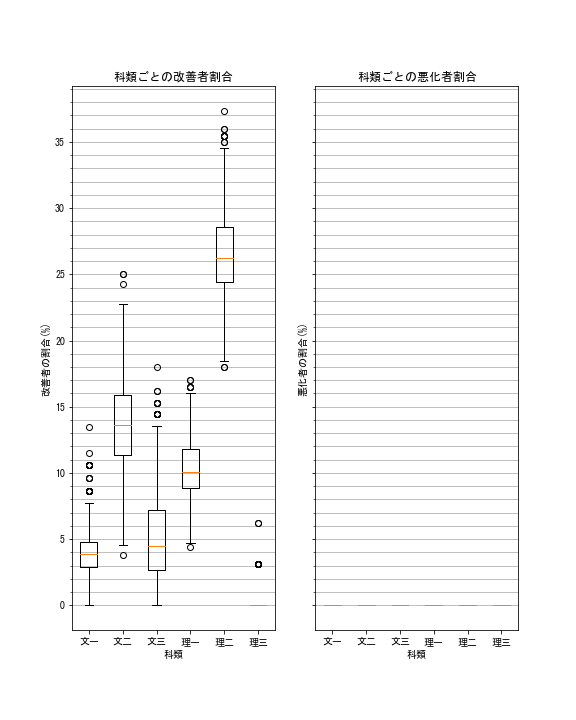 科類ごとの改善者割合
科類ごとの悪化者割合
改善者の割合(%)
35
30
25
20
15
10
5
0
文一 文二 文三 理一 理二 理三
科類
悪化者の割合(%)
文一 文二 文三 理一 理二 理三
科類